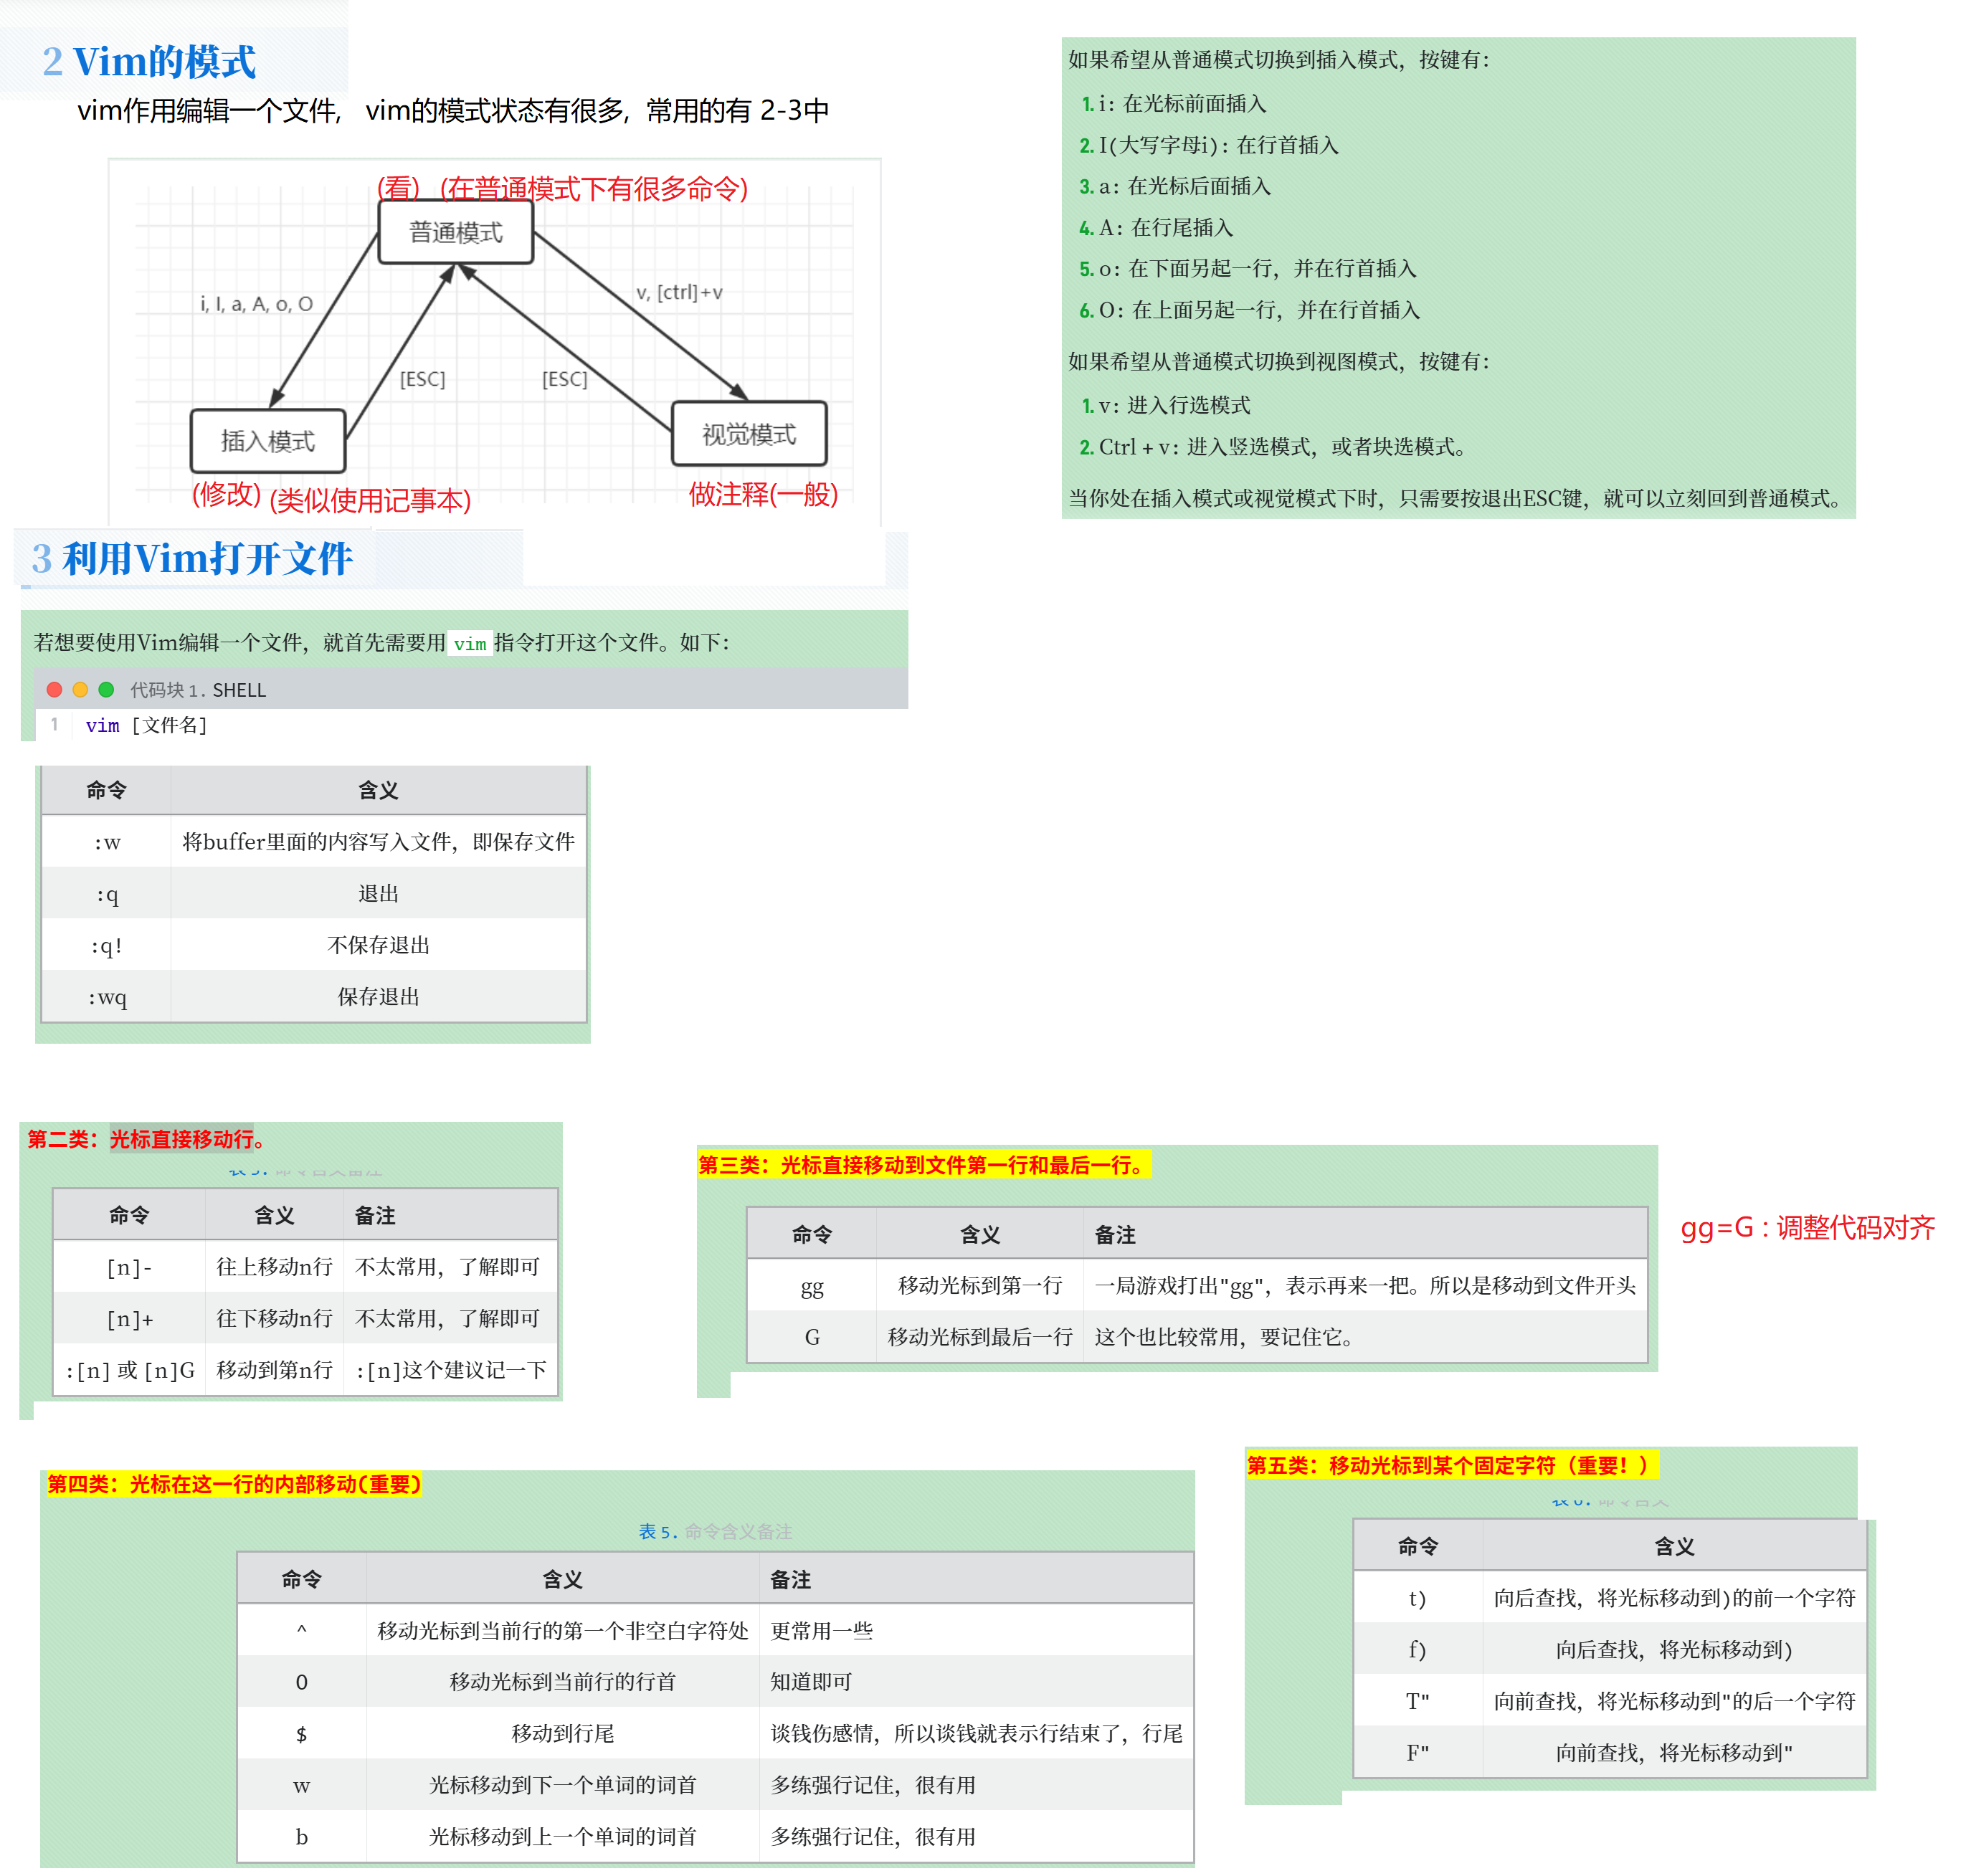 2 Vim的模式
vim作用编辑一个文件, vim的模式状态有很多, 常用的有 2-3中
(看) (在普通模式下有很多命令)
普通模式
i, I, a, A, o, O
v, [ctrl]+v
[ESC]
[ESC]
插入模式
视觉模式
(修改) (类似使用记事本)
做注释(一般)
如果希望从普通模式切换到插入模式，按键有：
1. i：在光标前面插入
2. I(大写字母i)：在行首插入
3. a：在光标后面插入
4. A：在行尾插入
5. o：在下面另起一行，并在行首插入
6. O：在上面另起一行，并在行首插入
如果希望从普通模式切换到视图模式，按键有：
1. v：进入行选模式
2. Ctrl + v：进入竖选模式，或者块选模式。
当你处在插入模式或视觉模式下时，只需要按退出ESC键，就可以立刻回到普通模式。
3 利用Vim打开文件
若想要使用Vim编辑一个文件，就首先需要用 vim 指令打开这个文件。如下：
代码块 1. SHELL
1 vim [文件名]
命令 含义
:w 将buffer里面的内容写入文件，即保存文件
:q 退出
:q! 不保存退出
:wq 保存退出
第二类：光标直接移动行。
命令 含义 备注
[n]- 往上移动n行 不太常用，了解即可
[n]+ 往下移动n行 不太常用，了解即可
:[n] 或 [n]G 移动到第n行 :[n]这个建议记一下
第三类：光标直接移动到文件第一行和最后一行。
命令 含义 备注
gg 移动光标到第一行 一局游戏打出"gg"，表示再来一把。所以是移动到文件开头
G 移动光标到最后一行 这个也比较常用，要记住它。
gg=G : 调整代码对齐
第四类：光标在这一行的内部移动(重要)
表 5. 命令含义备注
命令 含义 备注
^ 移动光标到当前行的第一个非空白字符处 更常用一些
0 移动光标到当前行的行首 知道即可
$ 移动到行尾 谈钱伤感情，所以谈钱就表示行结束了，行尾
w 光标移动到下一个单词的词首 多练强行记住，很有用
b 光标移动到上一个单词的词首 多练强行记住，很有用
第五类：移动光标到某个固定字符（重要！）
命令 含义
t) 向后查找，将光标移动到)的前一个字符
f) 向后查找，将光标移动到)
T" 向前查找，将光标移动到"的后一个字符
F" 向前查找，将光标移动到"